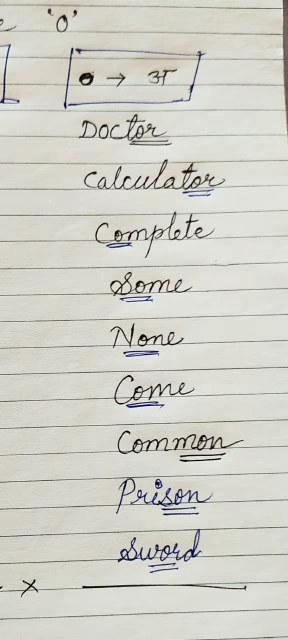 'O'
O → अ
Doctor
Calculator
Complete
Some
None
Come
Common
Prison
Sword
x